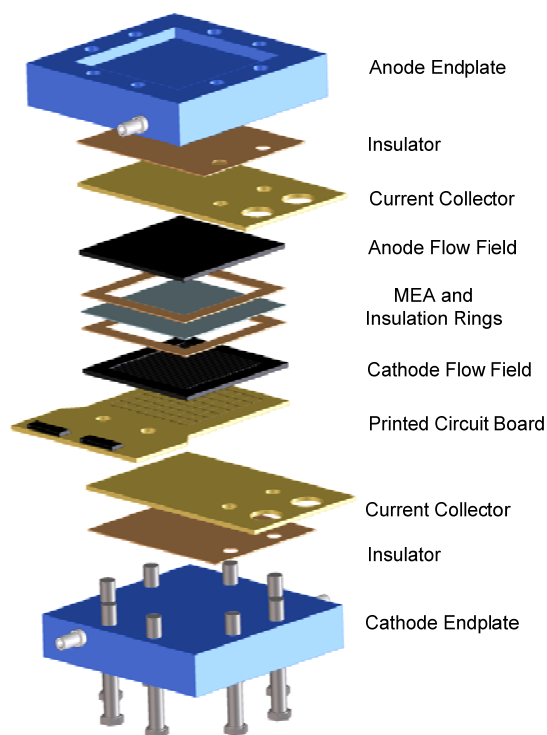 Anode Endplate
Insulator
Current Collector
Anode Flow Field
MEA and
Insulation Rings
Cathode Flow Field
Printed Circuit Board
Current Collector
Insulator
Cathode Endplate